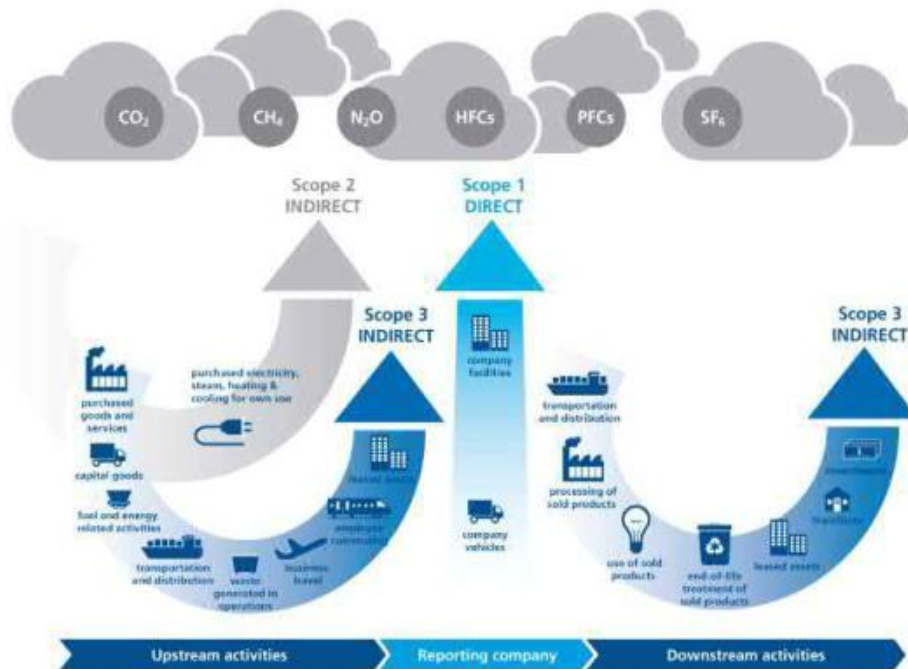 CO₂
CH₄
N₂O
HFCs
PFCs
SF₆
Scope 2
INDIRECT
Scope 1
DIRECT
Scope 3
INDIRECT
Scope 3
INDIRECT
purchased electricity,
steam, heating &
cooling for own use
purchased
goods and
services
capital goods
fuel and energy
related activities
transportation
and distribution
waste
generated in
operations
business
travel
employee
commuting
leased assets
company
facilities
company
vehicles
transportation
and distribution
processing of
sold products
use of sold
products
end-of-life
treatment of
sold products
leased assets
franchises
investments
Upstream activities
Reporting company
Downstream activities